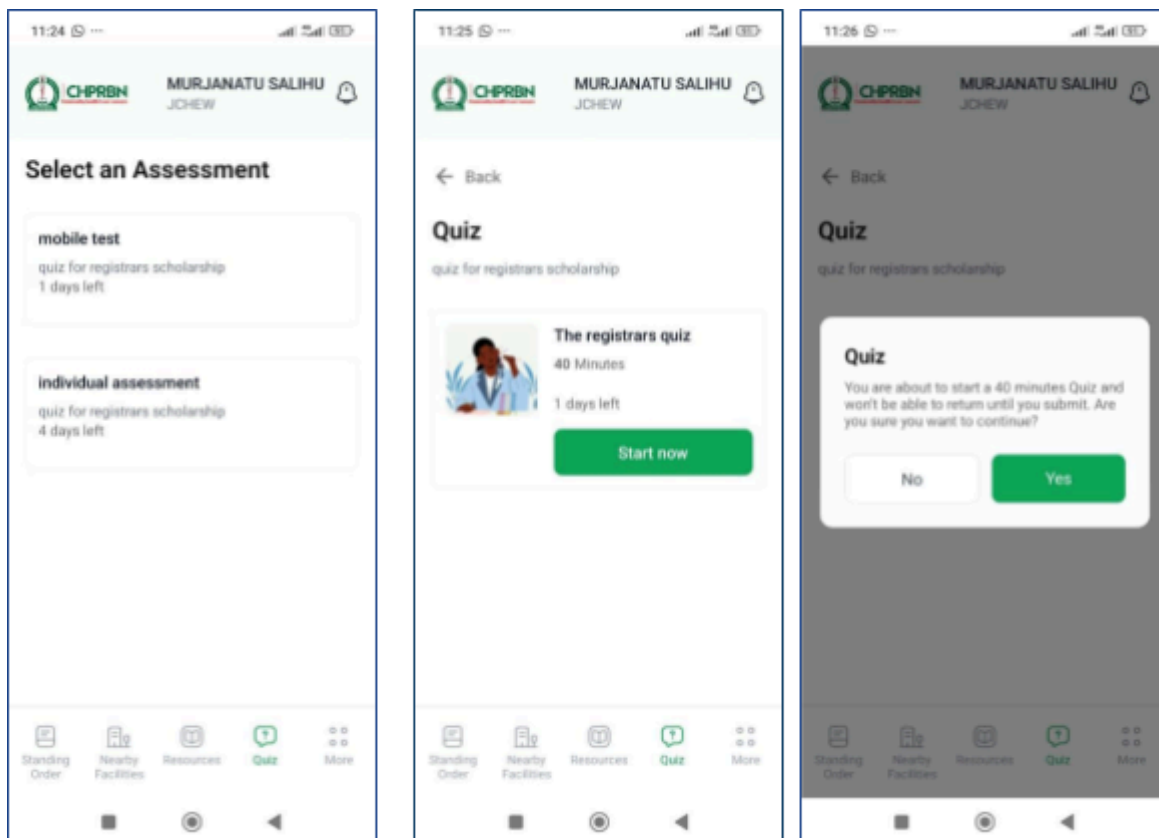 11:24
CHPRBN
MURJANATU SALIHU
JCHEW
Select an Assessment
mobile test
quiz for registrars scholarship
1 days left
individual assessment
quiz for registrars scholarship
4 days left
Standing Order
Nearby Facilities
Resources
Quiz
More
11:25
CHPRBN
MURJANATU SALIHU
JCHEW
← Back
Quiz
quiz for registrars scholarship
The registrars quiz
40 Minutes
1 days left
Start now
Standing Order
Nearby Facilities
Resources
Quiz
More
11:26
CHPRBN
MURJANATU SALIHU
JCHEW
← Back
Quiz
quiz for registrars scholarship
Quiz
You are about to start a 40 minutes Quiz and
won't be able to return until you submit. Are
you sure you want to continue?
No
Yes
Standing Order
Nearby Facilities
Resources
Quiz
More